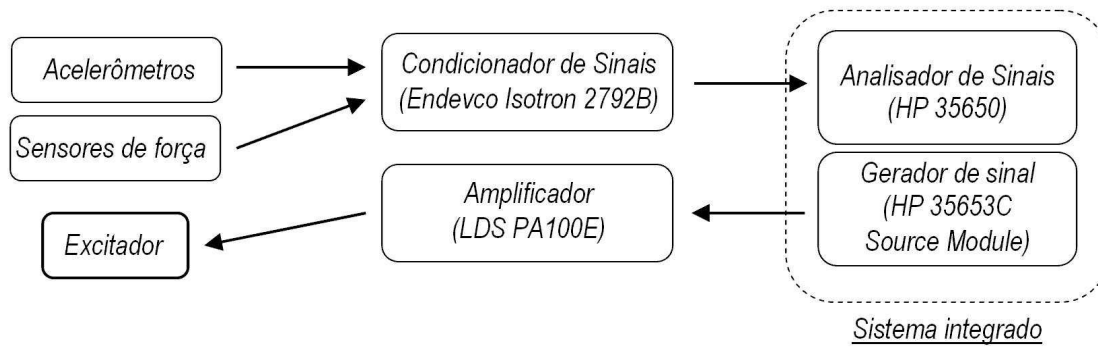 Acelerômetros
Sensores de força
Excitador
Condicionador de Sinais
(Endevco Isotron 2792B)
Amplificador
(LDS PA100E)
Analisador de Sinais
(HP 35650)
Gerador de sinal
(HP 35653C
Source Module)
Sistema integrado